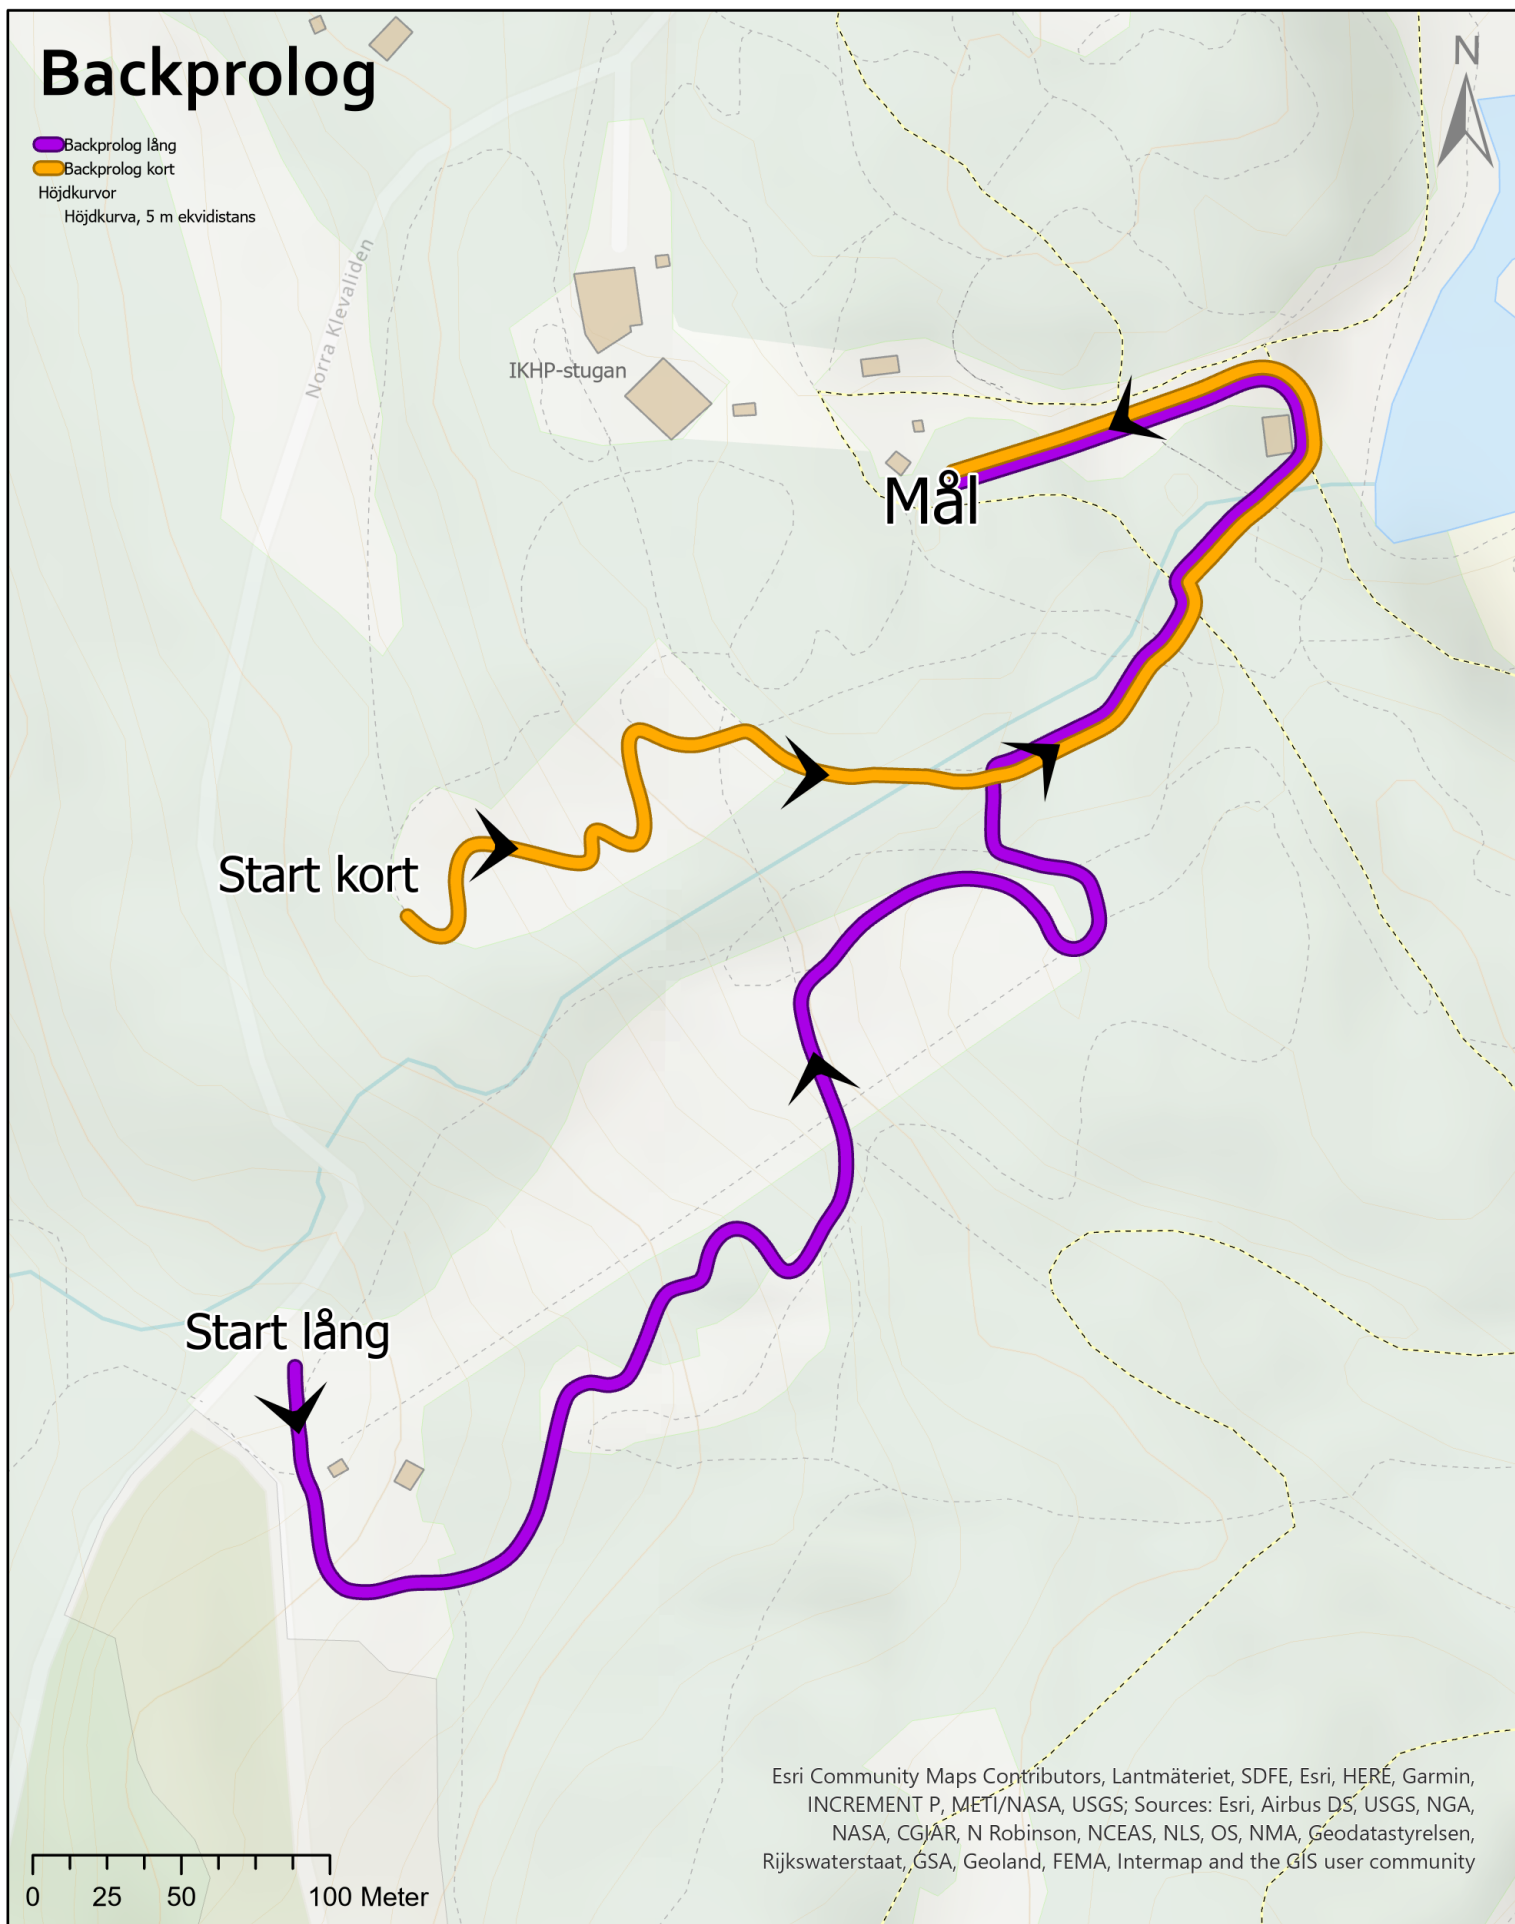 Backprolog
N
Backprolog lång
Backprolog kort
Höjdkurvor
Höjdkurva, 5 m ekvidistans
Norra Klevaliden
IKHP-stugan
Mål
Start kort
Start lång
Esri Community Maps Contributors, Lantmäteriet, SDFE, Esri, HERE, Garmin,
INCREMENT P, METI/NASA, USGS; Sources: Esri, Airbus DS, USGS, NGA,
NASA, CGIAR, N Robinson, NCEAS, NLS, OS, NMA, Geodatastyrelsen,
Rijkswaterstaat, GSA, Geoland, FEMA, Intermap and the GIS user community
0 25 50 100 Meter